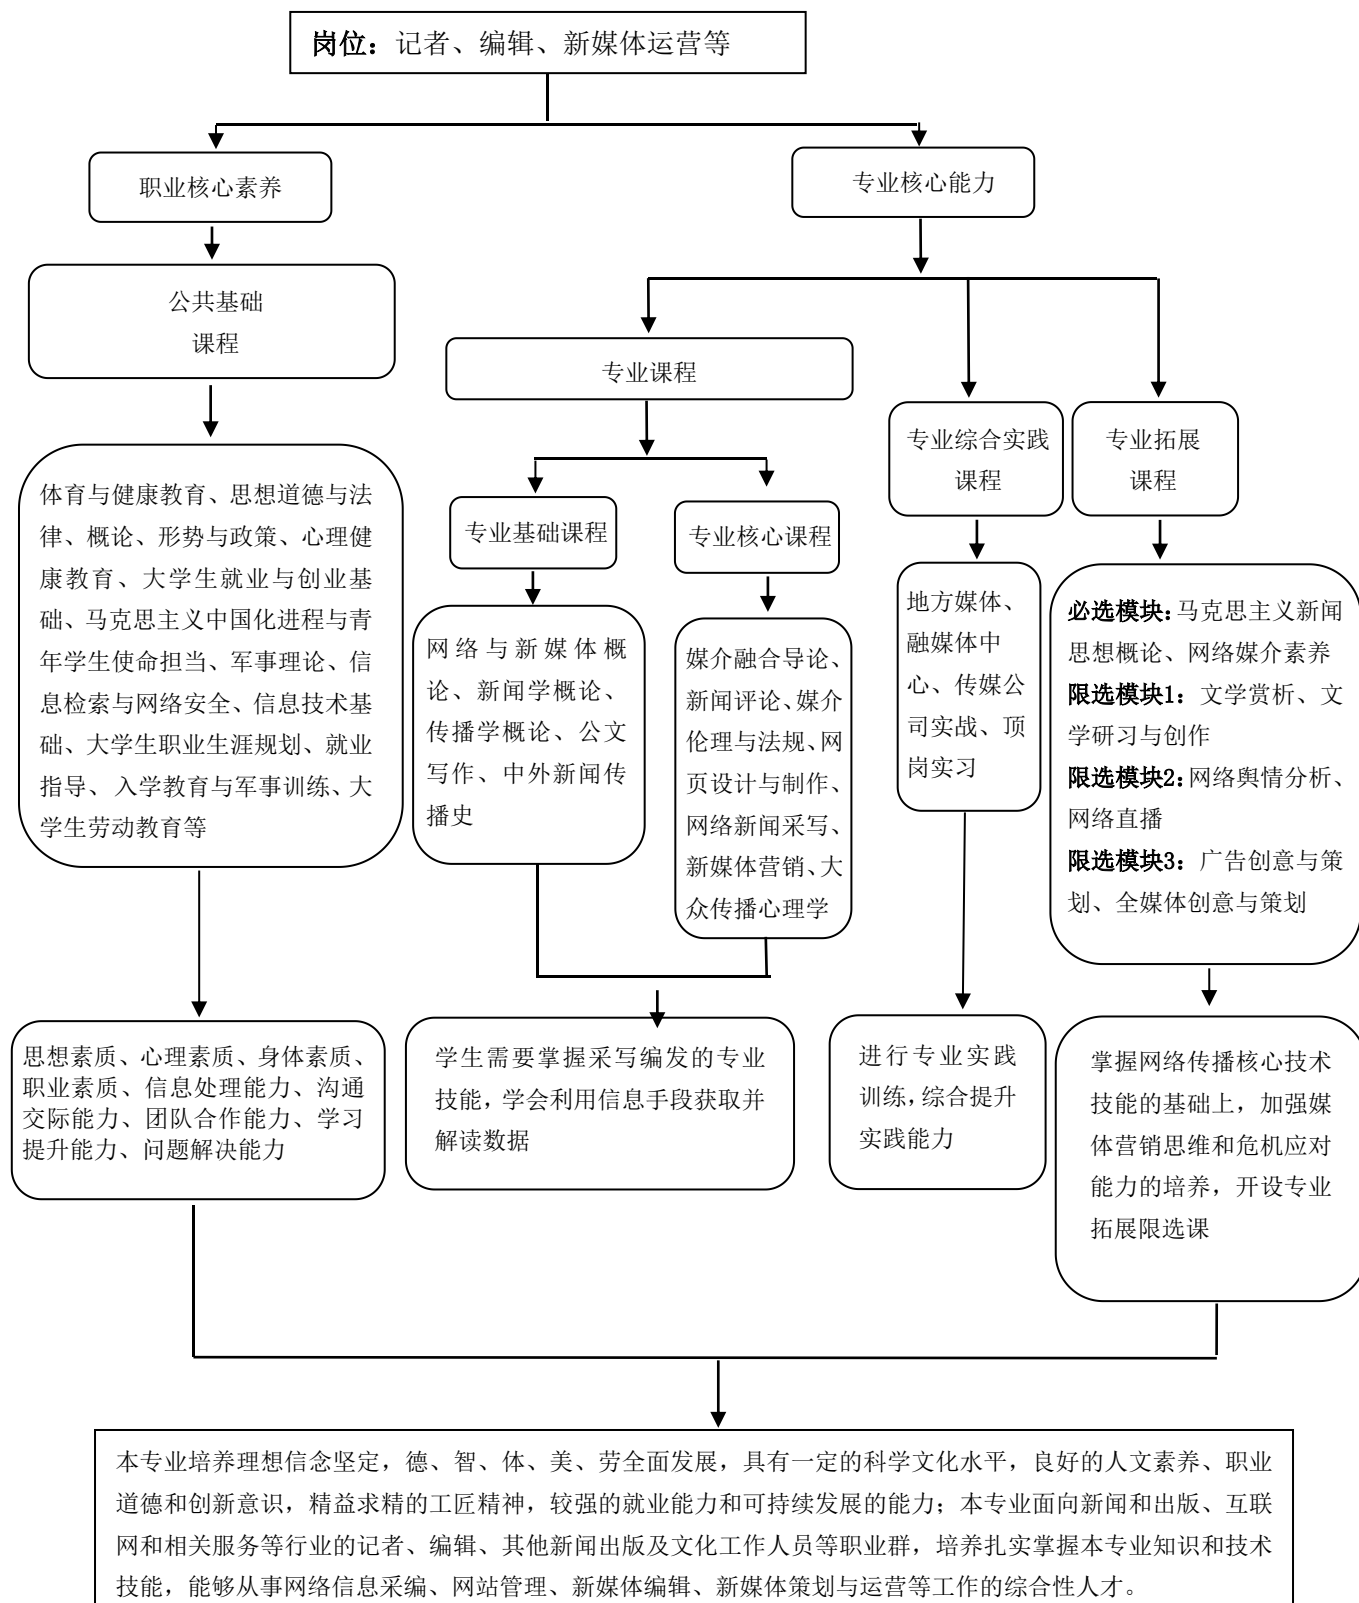 岗位：记者、编辑、新媒体运营等
职业核心素养
专业核心能力
公共基础
课程
专业课程
专业综合实践
课程
专业拓展
课程
专业基础课程
专业核心课程
体育与健康教育、思想道德与法
律、概论、形势与政策、心理健
康教育、大学生就业与创业基
础、马克思主义中国化进程与青
年学生使命担当、军事理论、信
息检索与网络安全、信息技术基
础、大学生职业生涯规划、就业
指导、入学教育与军事训练、大
学生劳动教育等
网络与新媒体概
论、新闻学概论、
传播学概论、公文
写作、中外新闻传
播史
媒介融合导论、
新闻评论、媒介
伦理与法规、网
页设计与制作、
网络新闻采写、
新媒体营销、大
众传播心理学
地方媒体、
融媒体中
心、传媒公
司实战、顶
岗实习
必选模块:马克思主义新闻
思想概论、网络媒介素养
限选模块1：文学赏析、文
学研习与创作
限选模块2:网络舆情分析、
网络直播
限选模块3：广告创意与策
划、全媒体创意与策划
思想素质、心理素质、身体素质、
职业素质、信息处理能力、沟通
交际能力、团队合作能力、学习
提升能力、问题解决能力
学生需要掌握采写编发的专业
技能，学会利用信息手段获取并
解读数据
进行专业实践
训练，综合提升
实践能力
掌握网络传播核心技术
技能的基础上，加强媒
体营销思维和危机应对
能力的培养，开设专业
拓展限选课
本专业培养理想信念坚定，德、智、体、美、劳全面发展，具有一定的科学文化水平，良好的人文素养、职业
道德和创新意识，精益求精的工匠精神，较强的就业能力和可持续发展的能力；本专业面向新闻和出版、互联
网和相关服务等行业的记者、编辑、其他新闻出版及文化工作人员等职业群，培养扎实掌握本专业知识和技术
技能，能够从事网络信息采编、网站管理、新媒体编辑、新媒体策划与运营等工作的综合性人才。